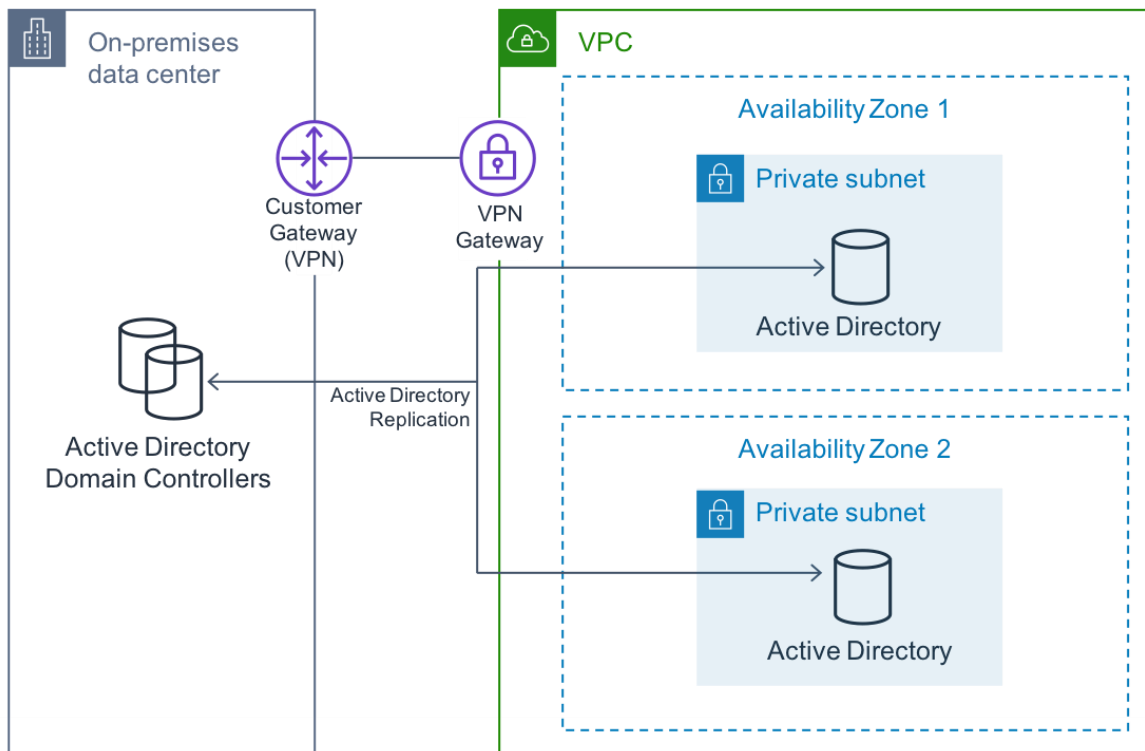 On-premises
data center
VPC
Availability Zone 1
Private subnet
Active Directory
Customer
Gateway
(VPN)
VPN
Gateway
Active Directory
Replication
Active Directory
Domain Controllers
Availability Zone 2
Private subnet
Active Directory